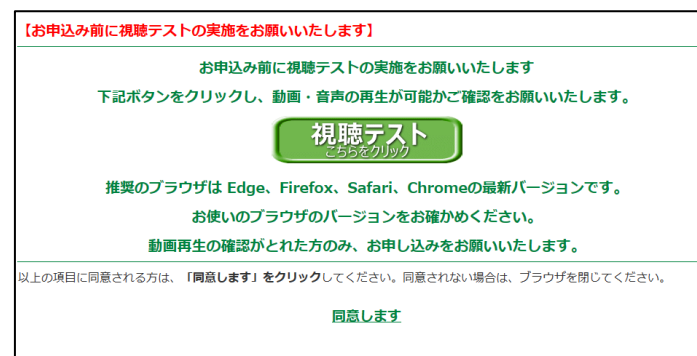 【お申込み前に視聴テストの実施をお願いいたします】
お申込み前に視聴テストの実施をお願いいたします
下記ボタンをクリックし、動画・音声の再生が可能かご確認をお願いいたします。
視聴テスト
こちらをクリック
推奨のブラウザは Edge、Firefox、Safari、Chromeの最新バージョンです。
お使いのブラウザのバージョンをお確かめください。
動画再生の確認がとれた方のみ、お申し込みをお願いいたします。
以上の項目に同意される方は、「同意します」をクリックしてください。同意されない場合は、ブラウザを閉じてください。
同意します